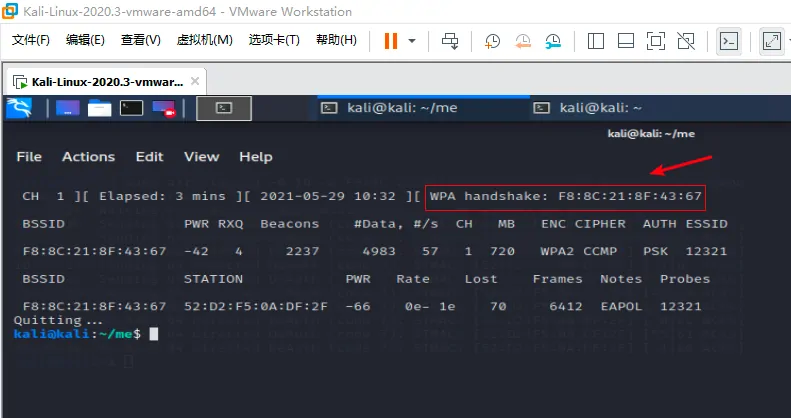 Kali-Linux-2020.3-vmware-amd64 - VMware Workstation
文件(F) 编辑(E) 查看(V) 虚拟机(M) 选项卡(T) 帮助(H)
Kali-Linux-2020.3-vmwar... ×
kali@kali: ~/me kali@kali: ~
kali@kali: ~/me
File Actions Edit View Help
CH 1 ][ Elapsed: 3 mins ][ 2021-05-29 10:32 ][ WPA handshake: F8:8C:21:8F:43:67
BSSID PWR RXQ Beacons #Data, #/s CH MB ENC CIPHER AUTH ESSID
F8:8C:21:8F:43:67 -42 4 2237 4983 57 1 720 WPA2 CCMP PSK 12321
BSSID STATION PWR Rate Lost Frames Notes Probes
F8:8C:21:8F:43:67 52:D2:F5:0A:DF:2F -66 0e- 1e 70 6412 EAPOL 12321
Quitting...
kali@kali:~/me$